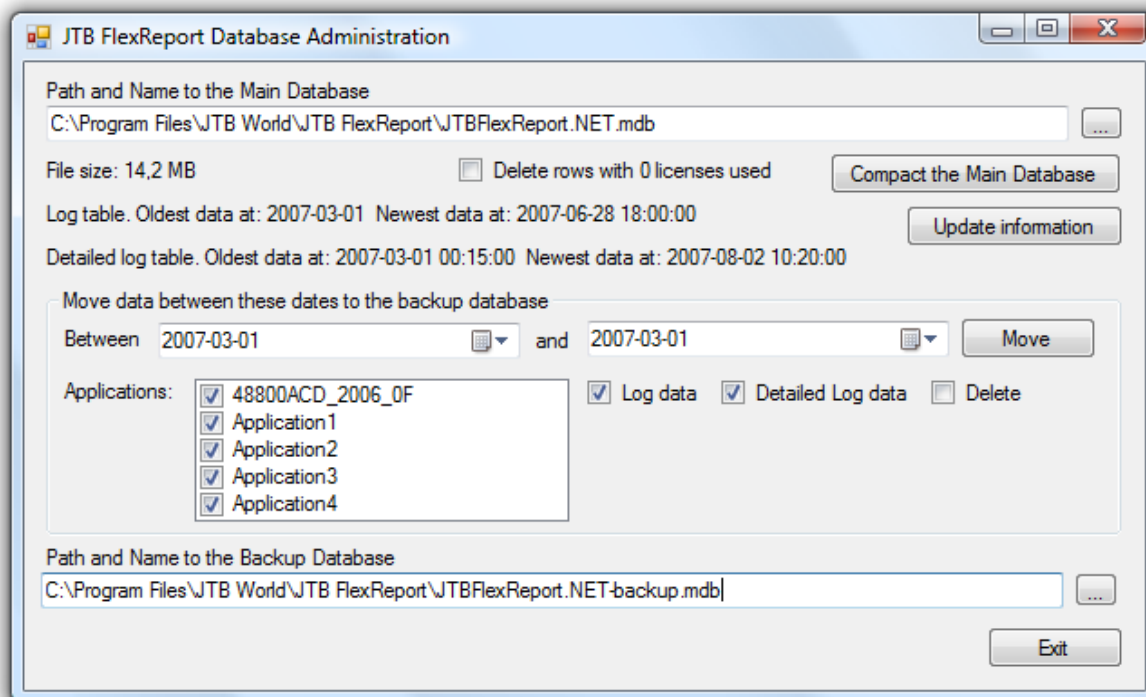 JTB FlexReport Database Administration
Path and Name to the Main Database
C:\Program Files\JTB World\JTB FlexReport\JTBFlexReport.NET.mdb
...
File size: 14,2 MB
Delete rows with 0 licenses used
Compact the Main Database
Log table. Oldest data at: 2007-03-01 Newest data at: 2007-06-28 18:00:00
Update information
Detailed log table. Oldest data at: 2007-03-01 00:15:00 Newest data at: 2007-08-02 10:20:00
Move data between these dates to the backup database
Between 2007-03-01 and 2007-03-01 Move
Applications:
48800ACD_2006_0F
Application1
Application2
Application3
Application4
Log data
Detailed Log data
Delete
Path and Name to the Backup Database
C:\Program Files\JTB World\JTB FlexReport\JTBFlexReport.NET-backup.mdb
...
Exit